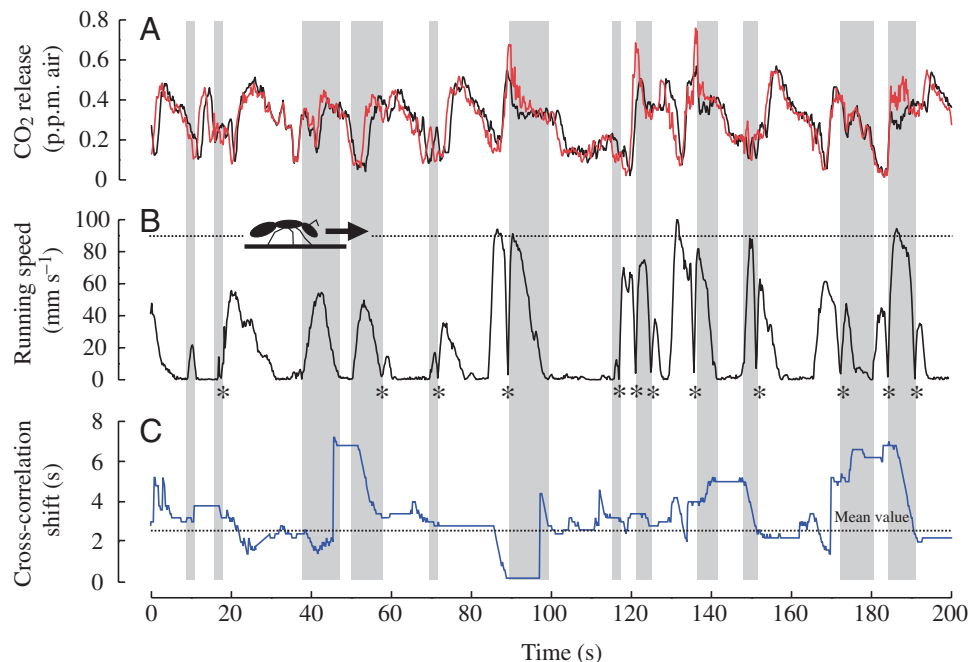 A
CO2 release
(p.p.m. air)
0.8
0.6
0.4
0.2
0
B
Running speed
(mm s−1)
100
80
60
40
20
0
* * * * * * * * * * * *
C
Cross-correlation
shift (s)
8
6
4
2
0
Mean value
0 20 40 60 80 100 120 140 160 180 200
Time (s)